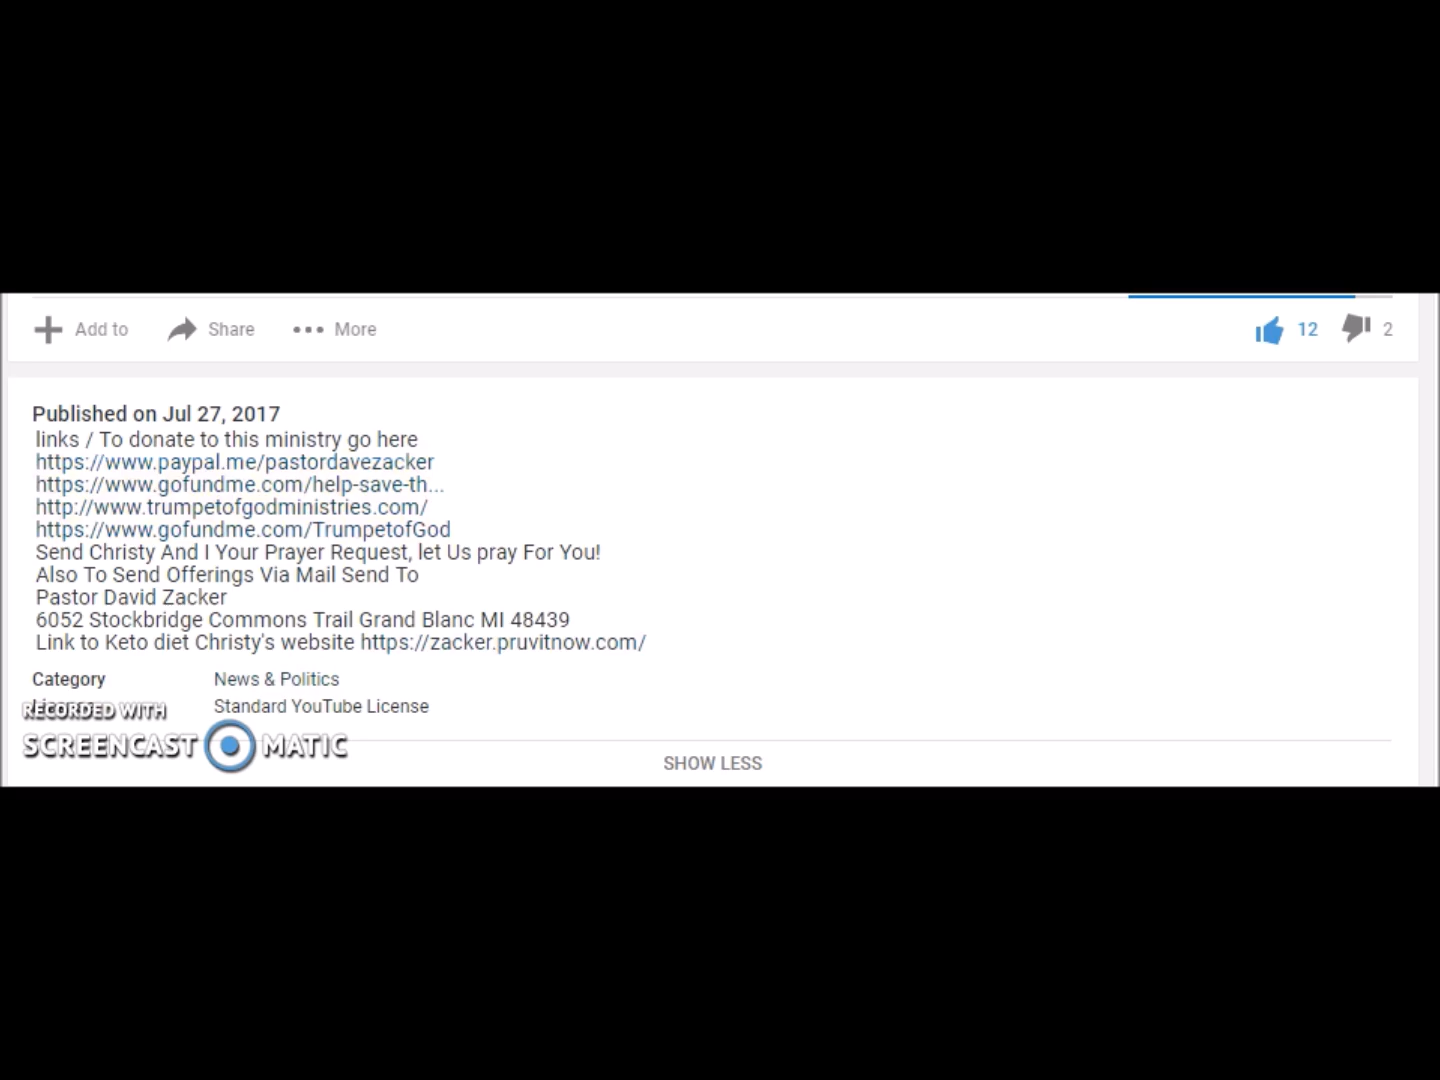 Add to Share More 12 2
Published on Jul 27, 2017
links / To donate to this ministry go here
https://www.paypal.me/pastordavezacker
https://www.gofundme.com/help-save-th...
http://www.trumpetofgodministries.com/
https://www.gofundme.com/TrumpetofGod
Send Christy And I Your Prayer Request, let Us pray For You!
Also To Send Offerings Via Mail Send To
Pastor David Zacker
6052 Stockbridge Commons Trail Grand Blanc MI 48439
Link to Keto diet Christy's website https://zacker.pruvitnow.com/
Category News & Politics
Standard YouTube License
RECORDED WITH
SCREENCAST MATIC
SHOW LESS